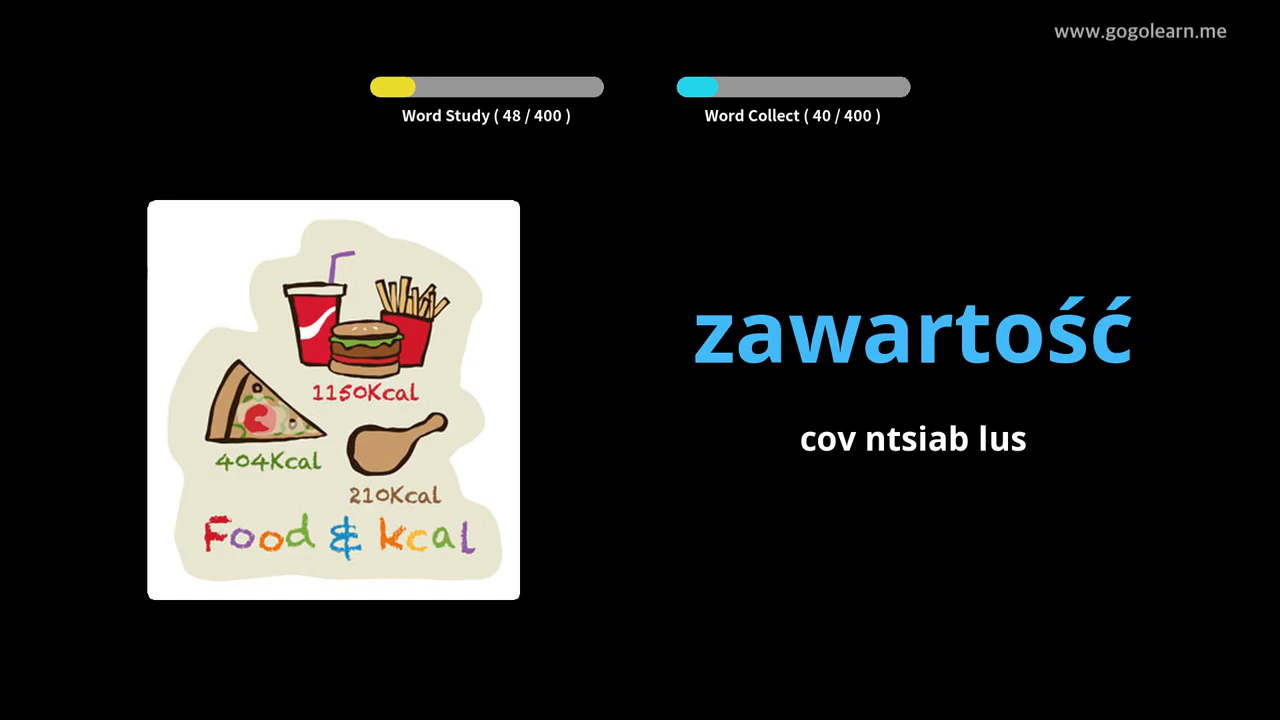 www.gogolearn.me
Word Study ( 48 / 400 )
Word Collect ( 40 / 400 )
1150Kcal
404Kcal
210Kcal
Food & kcal
zawartość
cov ntsiab lus